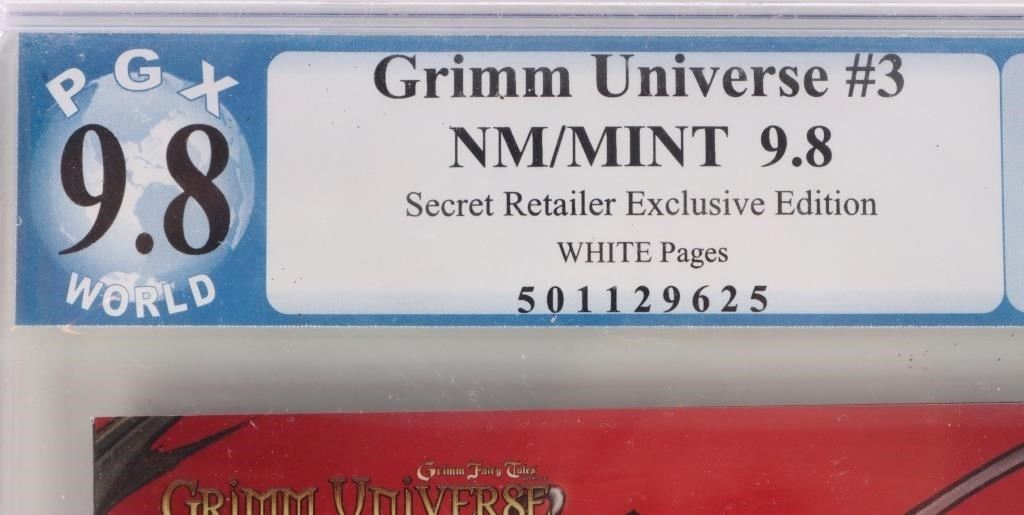 PGX
9.8
WORLD
Grimm Universe #3
NM/MINT 9.8
Secret Retailer Exclusive Edition
WHITE Pages
501129625
Grimm Fairy Tales
GRIMM UNIVERSE